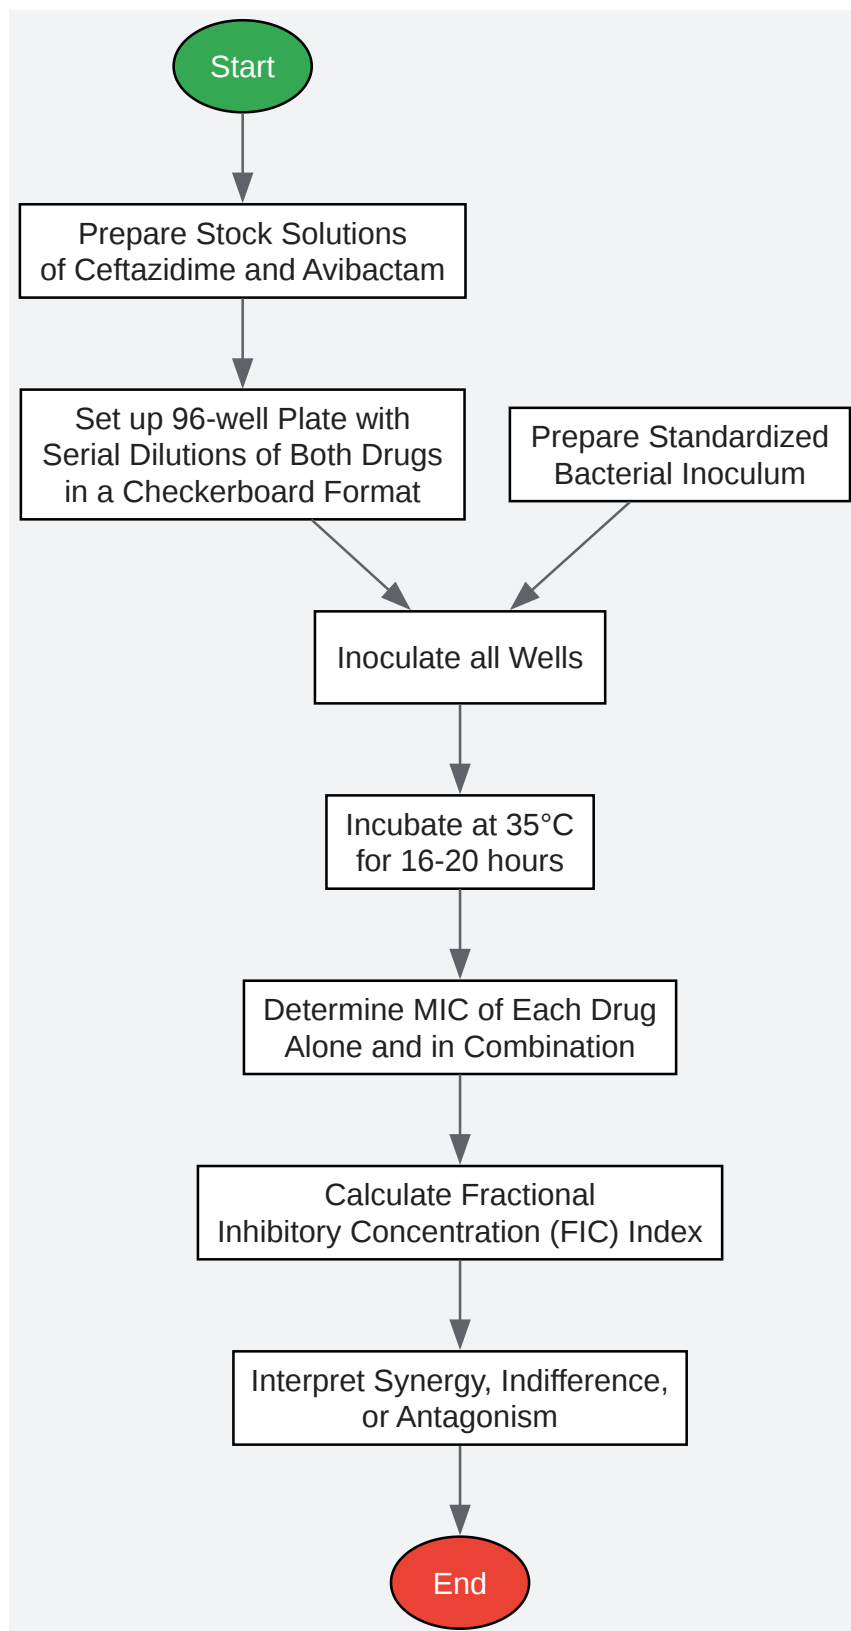 Start
Prepare Stock Solutions
of Ceftazidime and Avibactam
Set up 96-well Plate with
Serial Dilutions of Both Drugs
in a Checkerboard Format
Prepare Standardized
Bacterial Inoculum
Inoculate all Wells
Incubate at 35°C
for 16-20 hours
Determine MIC of Each Drug
Alone and in Combination
Calculate Fractional
Inhibitory Concentration (FIC) Index
Interpret Synergy, Indifference,
or Antagonism
End